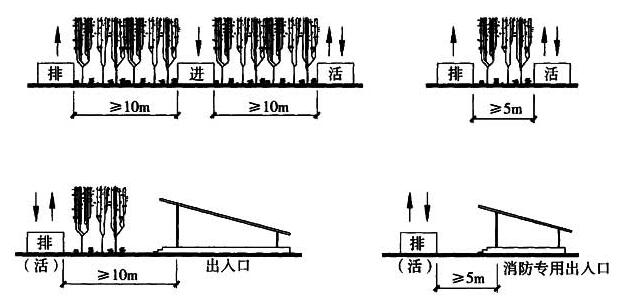 排 进 活
≥10m ≥10m
排 活
≥5m
排
(活) 出入口
≥10m
排
(活) 消防专用出入口
≥5m